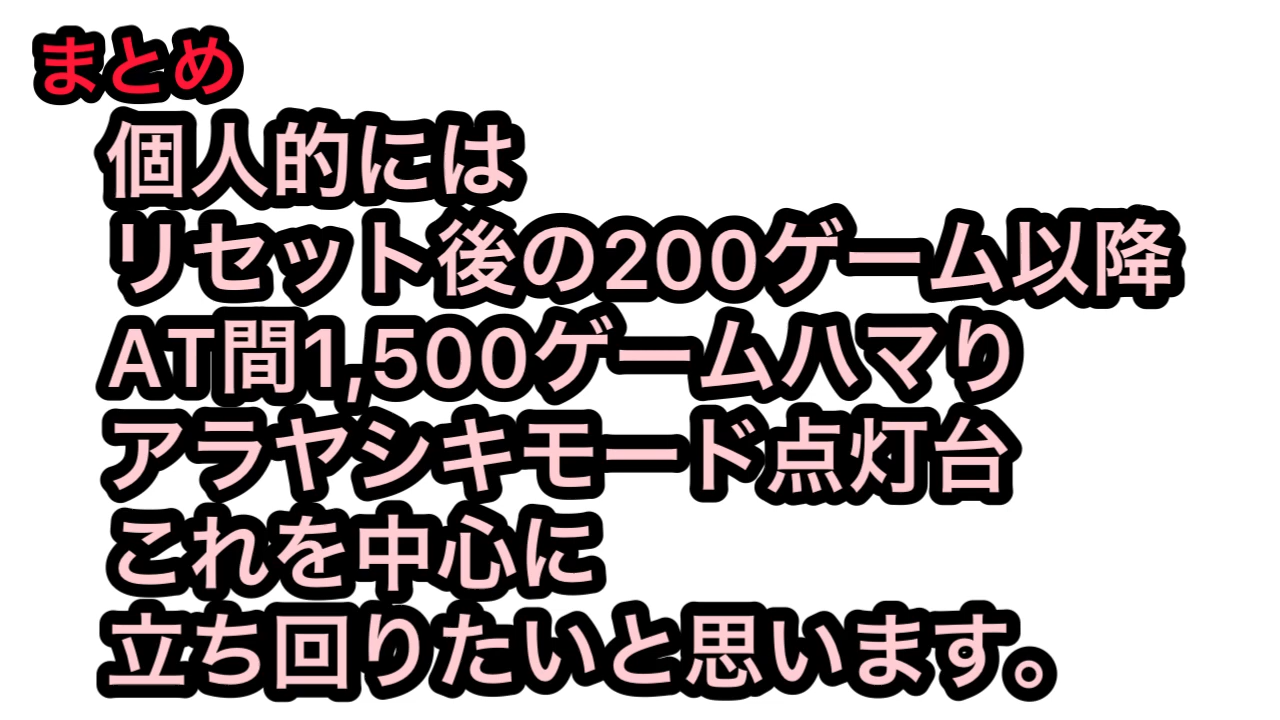 まとめ
個人的には
リセット後の200ゲーム以降
AT間1,500ゲームハマり
アラヤシキモード点灯台
これを中心に
立ち回りたいと思います。